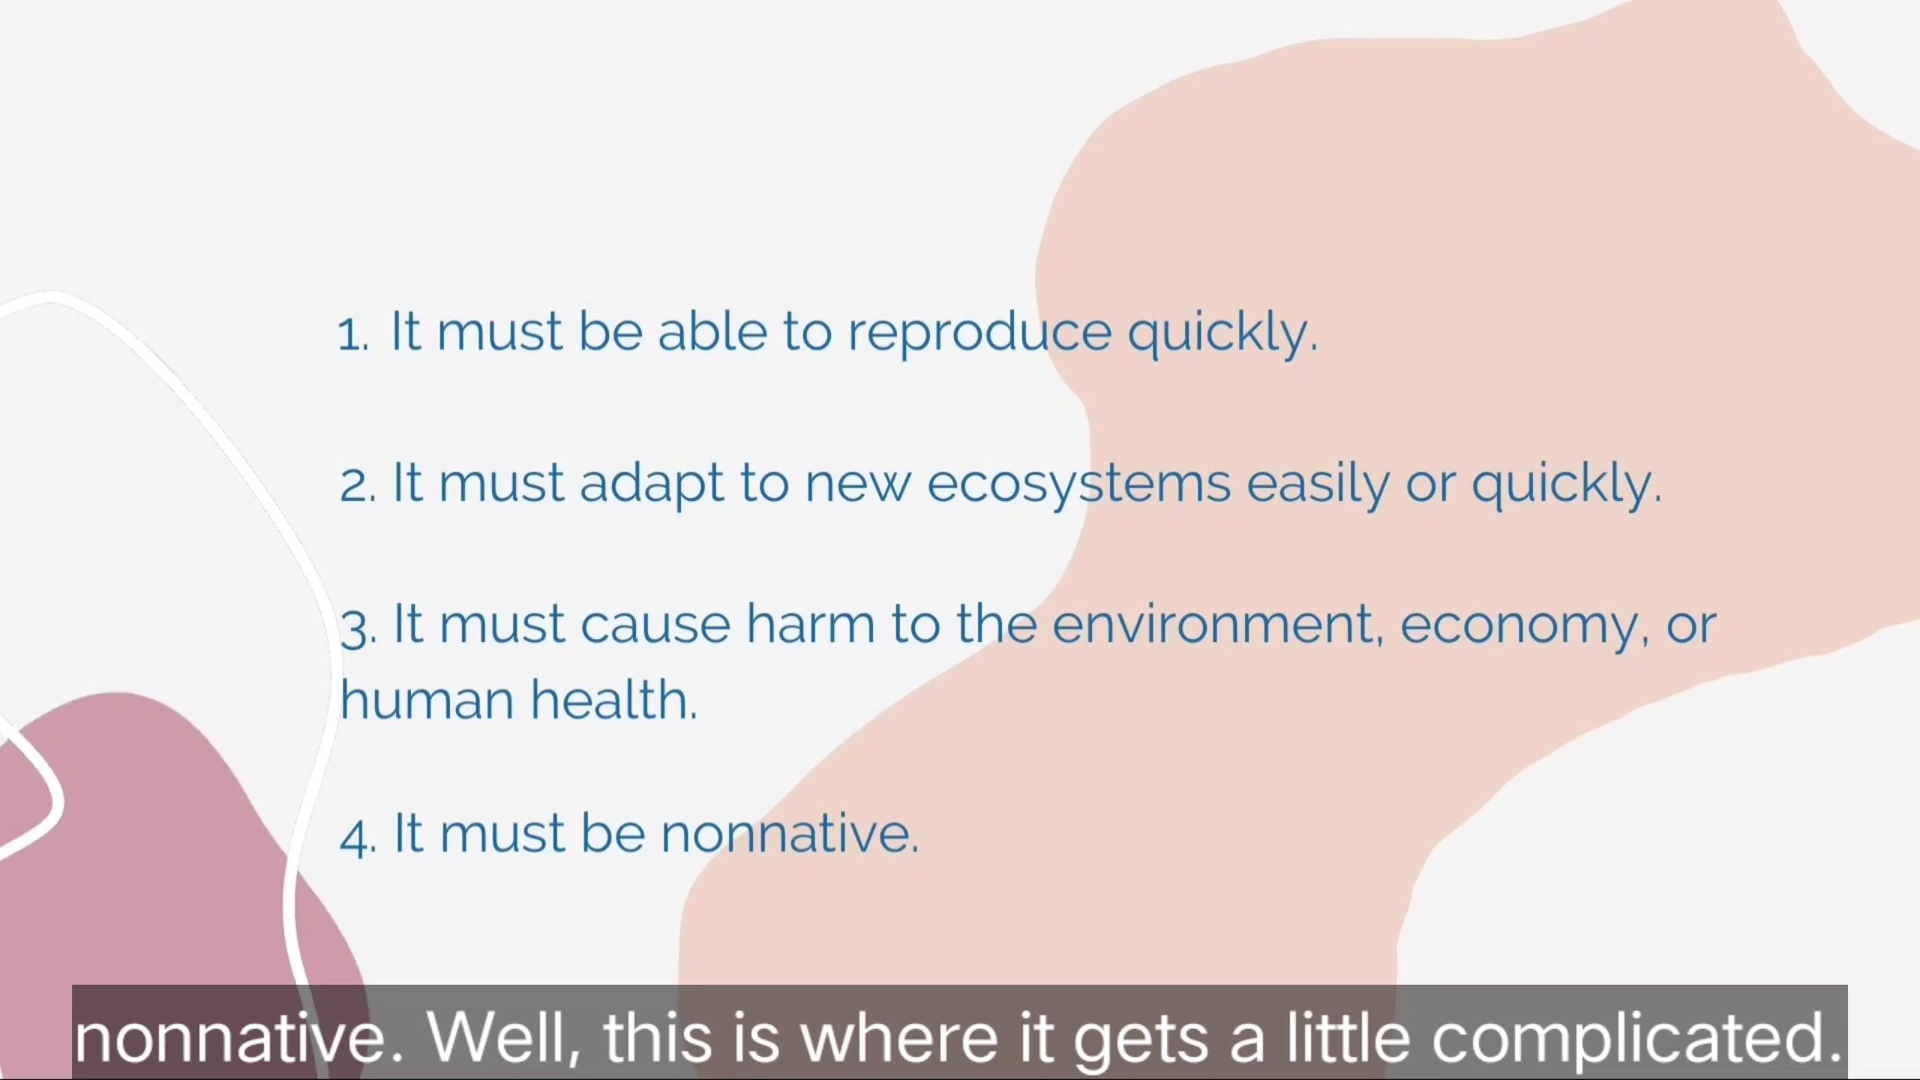 1. It must be able to reproduce quickly.
2. It must adapt to new ecosystems easily or quickly.
3. It must cause harm to the environment, economy, or
human health.
4. It must be nonnative.
nonnative. Well, this is where it gets a little complicated.